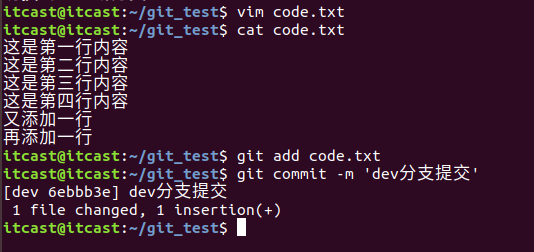 itcast@itcast:~/git_test$ vim code.txt
itcast@itcast:~/git_test$ cat code.txt
这是第一行内容
这是第二行内容
这是第三行内容
这是第四行内容
又添加一行
再添加一行
itcast@itcast:~/git_test$ git add code.txt
itcast@itcast:~/git_test$ git commit -m 'dev分支提交'
[dev 6ebbb3e] dev分支提交
 1 file changed, 1 insertion(+)
itcast@itcast:~/git_test$